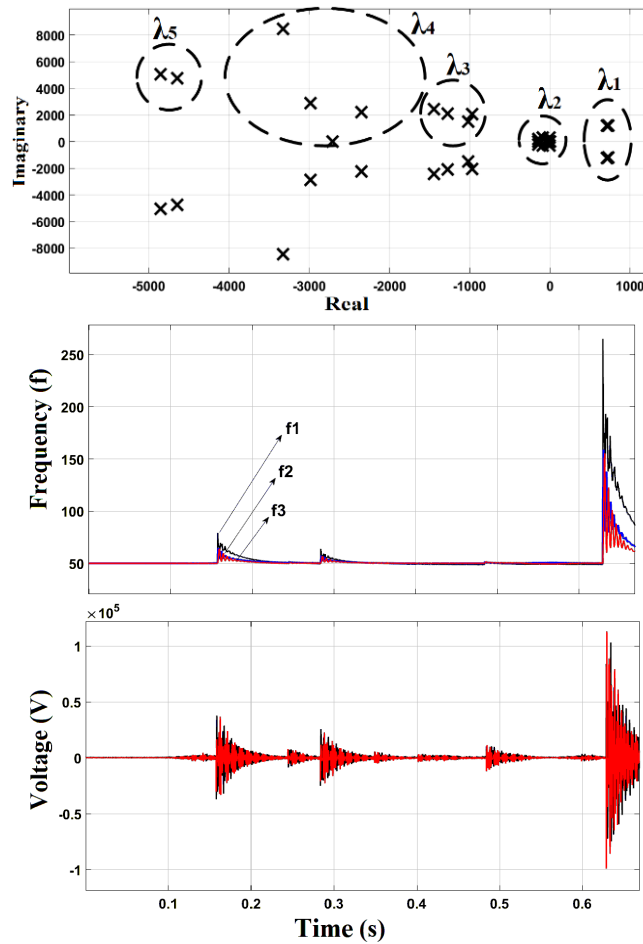 λ5
λ4
λ3
λ2
λ1
8000
6000
4000
2000
0
-2000
-4000
-6000
-8000
Imaginary
-5000 -4000 -3000 -2000 -1000 0 1000
Real
250
200
150
100
50
Frequency (f)
f1
f2
f3
×10^5
1
0.5
0
-0.5
-1
Voltage (V)
0.1 0.2 0.3 0.4 0.5 0.6
Time (s)